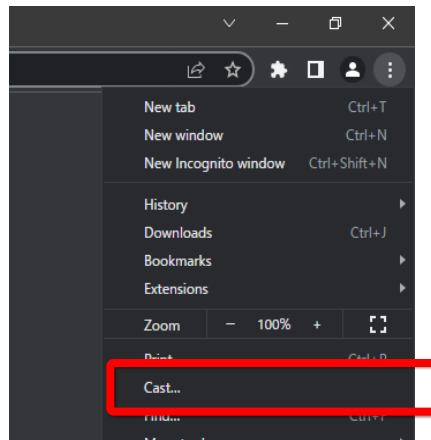 New tab Ctrl+T
New window Ctrl+N
New Incognito window Ctrl+Shift+N
History
Downloads Ctrl+J
Bookmarks
Extensions
Zoom − 100% +
Cast...